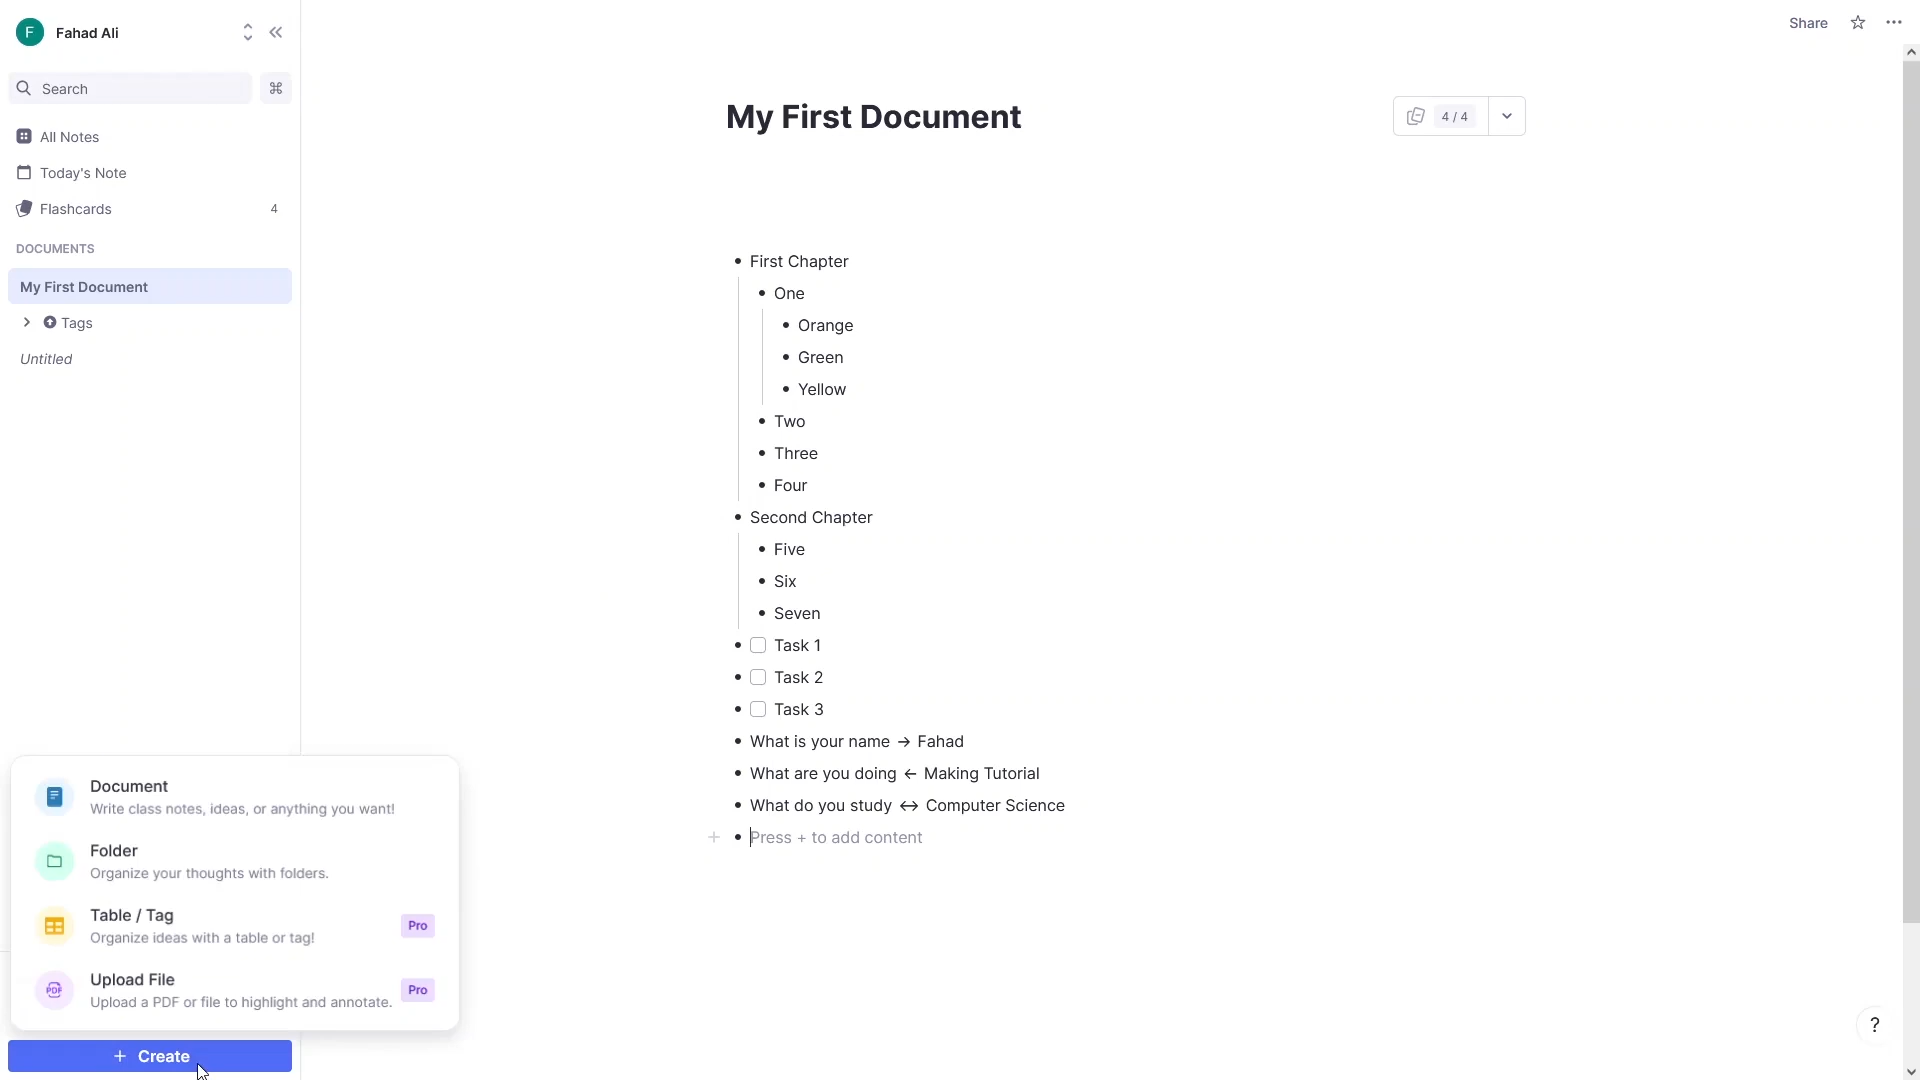 F Fahad Ali
Search
All Notes
Today's Note
Flashcards 4
DOCUMENTS
My First Document
Tags
Untitled
Document
Write class notes, ideas, or anything you want!
Folder
Organize your thoughts with folders.
Table / Tag
Organize ideas with a table or tag!
Pro
Upload File
Upload a PDF or file to highlight and annotate.
Pro
PDF
+ Create
Share
My First Document
4 / 4
• First Chapter
• One
• Orange
• Green
• Yellow
• Two
• Three
• Four
• Second Chapter
• Five
• Six
• Seven
• Task 1
• Task 2
• Task 3
• What is your name → Fahad
• What are you doing ← Making Tutorial
• What do you study ↔ Computer Science
+ • Press + to add content
?